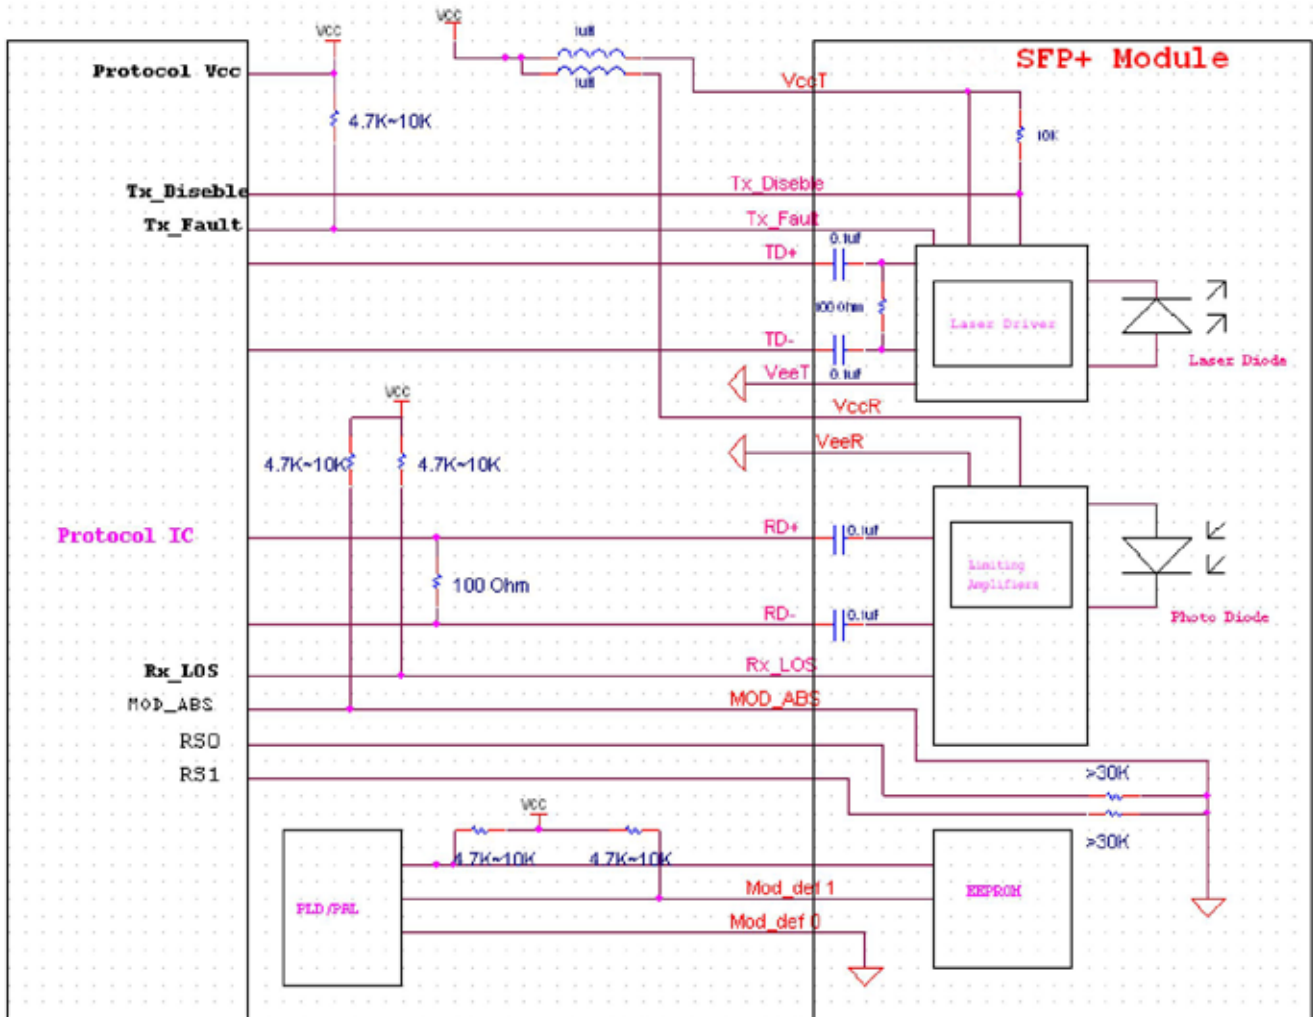 VCC
VCC
1uH
1uH
SFP+ Module
Protocol Vcc
VccT
4.7K~10K
10K
Tx_Diseble
Tx_Diseble
Tx_Fault
Tx_Fault
0.1uf
TD+
100 Ohm
Laser Driver
TD-
Laser Diode
VeeT
0.1uf
VCC
VccR
VeeR
4.7K~10K
4.7K~10K
Protocol IC
RD+
0.1uf
100 Ohm
Limiting
Amplifiers
RD-
0.1uf
Photo Diode
Rx_LOS
Rx_LOS
MOD_ABS
MOD_ABS
RS0
RS1
>30K
VCC
>30K
4.7K~10K
4.7K~10K
Mod_def 1
EEPROM
PLD/PRL
Mod_def 0